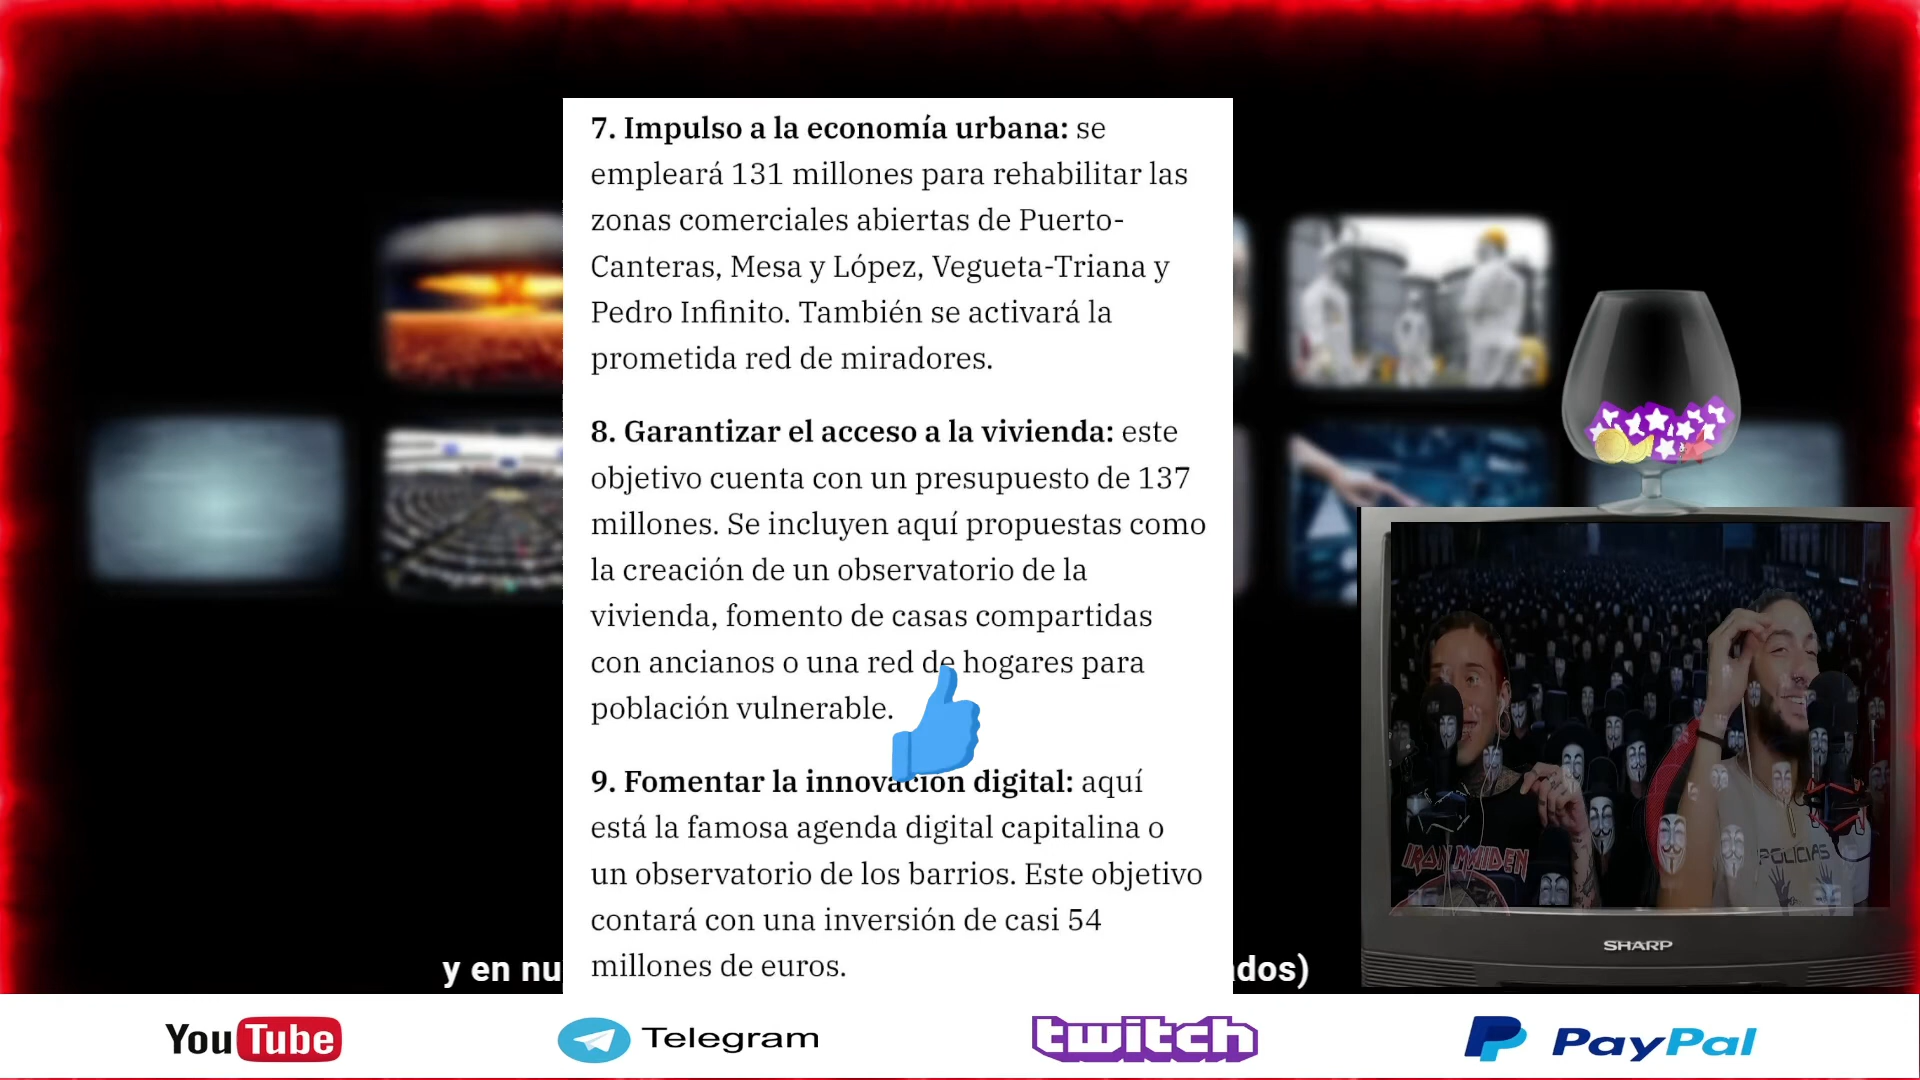 7. Impulso a la economía urbana: se
empleará 131 millones para rehabilitar las
zonas comerciales abiertas de Puerto-
Canteras, Mesa y López, Vegueta-Triana y
Pedro Infinito. También se activará la
prometida red de miradores.
8. Garantizar el acceso a la vivienda: este
objetivo cuenta con un presupuesto de 137
millones. Se incluyen aquí propuestas como
la creación de un observatorio de la
vivienda, fomento de casas compartidas
con ancianos o una red de hogares para
población vulnerable.
9. Fomentar la innovación digital: aquí
está la famosa agenda digital capitalina o
un observatorio de los barrios. Este objetivo
contará con una inversión de casi 54
millones de euros.
y en nu
ados)
IRON MAIDEN
POLICIAS
SHARP
YouTube
Telegram
twitch
PayPal